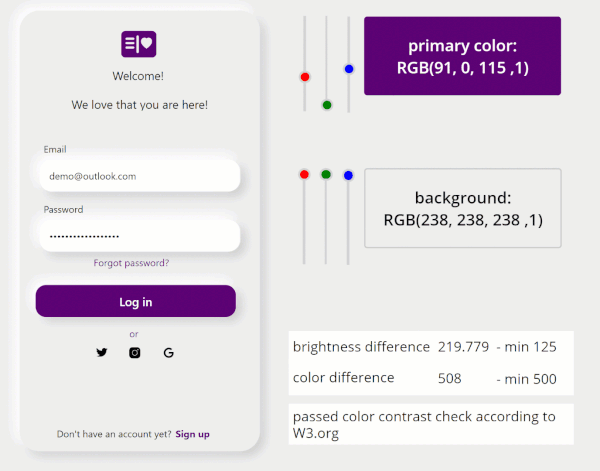 Welcome!
We love that you are here!
Email
demo@outlook.com
Password
••••••••••••••••••
Forgot password?
Log in
or
Don't have an account yet? Sign up
primary color:
RGB(91, 0, 115 ,1)
background:
RGB(238, 238, 238 ,1)
brightness difference 219.779 - min 125
color difference 508 - min 500
passed color contrast check according to
W3.org